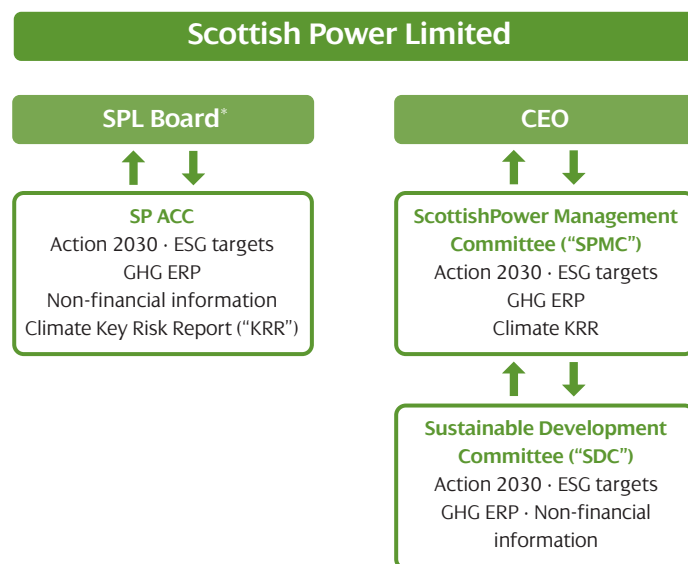 Scottish Power Limited
SPL Board*
SP ACC
Action 2030 · ESG targets
GHG ERP
Non-financial information
Climate Key Risk Report (“KRR”)
CEO
ScottishPower Management
Committee (“SPMC”)
Action 2030 · ESG targets
GHG ERP
Climate KRR
Sustainable Development
Committee (“SDC”)
Action 2030 · ESG targets
GHG ERP · Non-financial
information